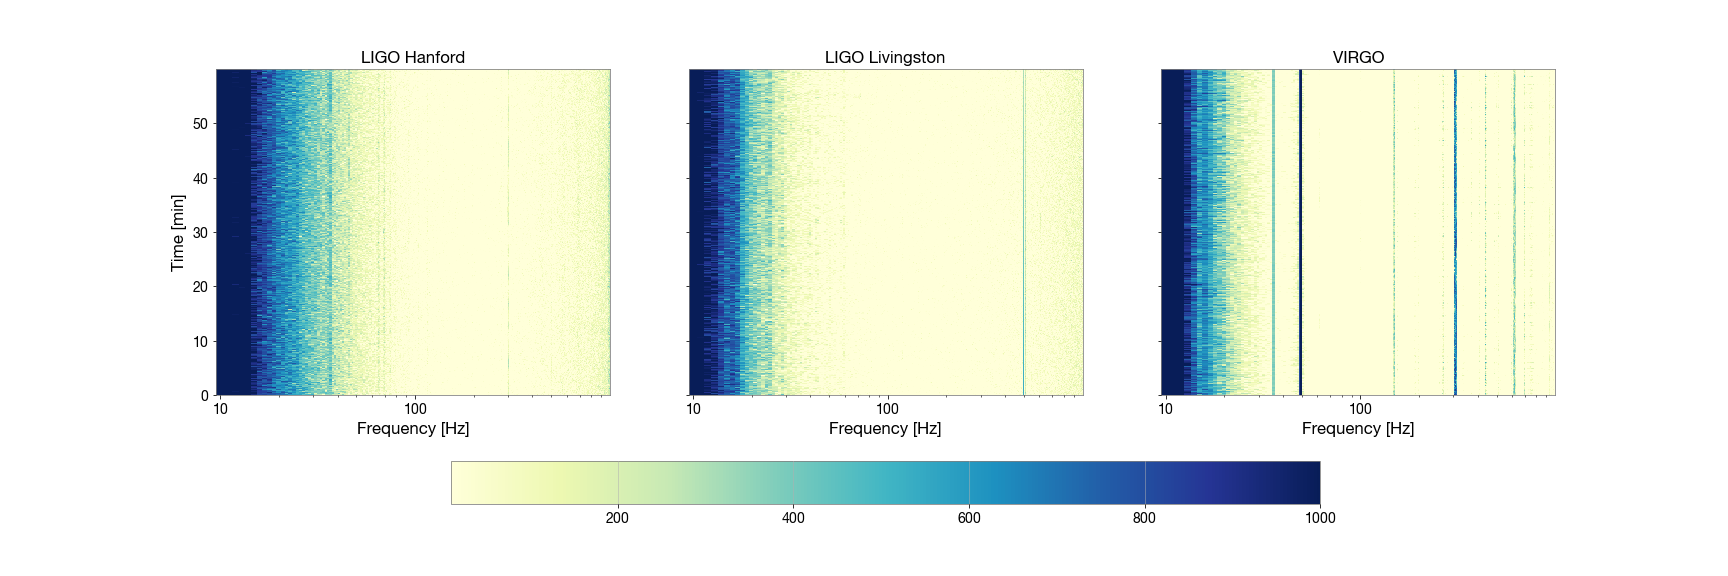 LIGO Hanford
LIGO Livingston
VIRGO
Time [min]
50
40
30
20
10
0
10 100
10 100
10 100
Frequency [Hz]
Frequency [Hz]
Frequency [Hz]
200 400 600 800 1000